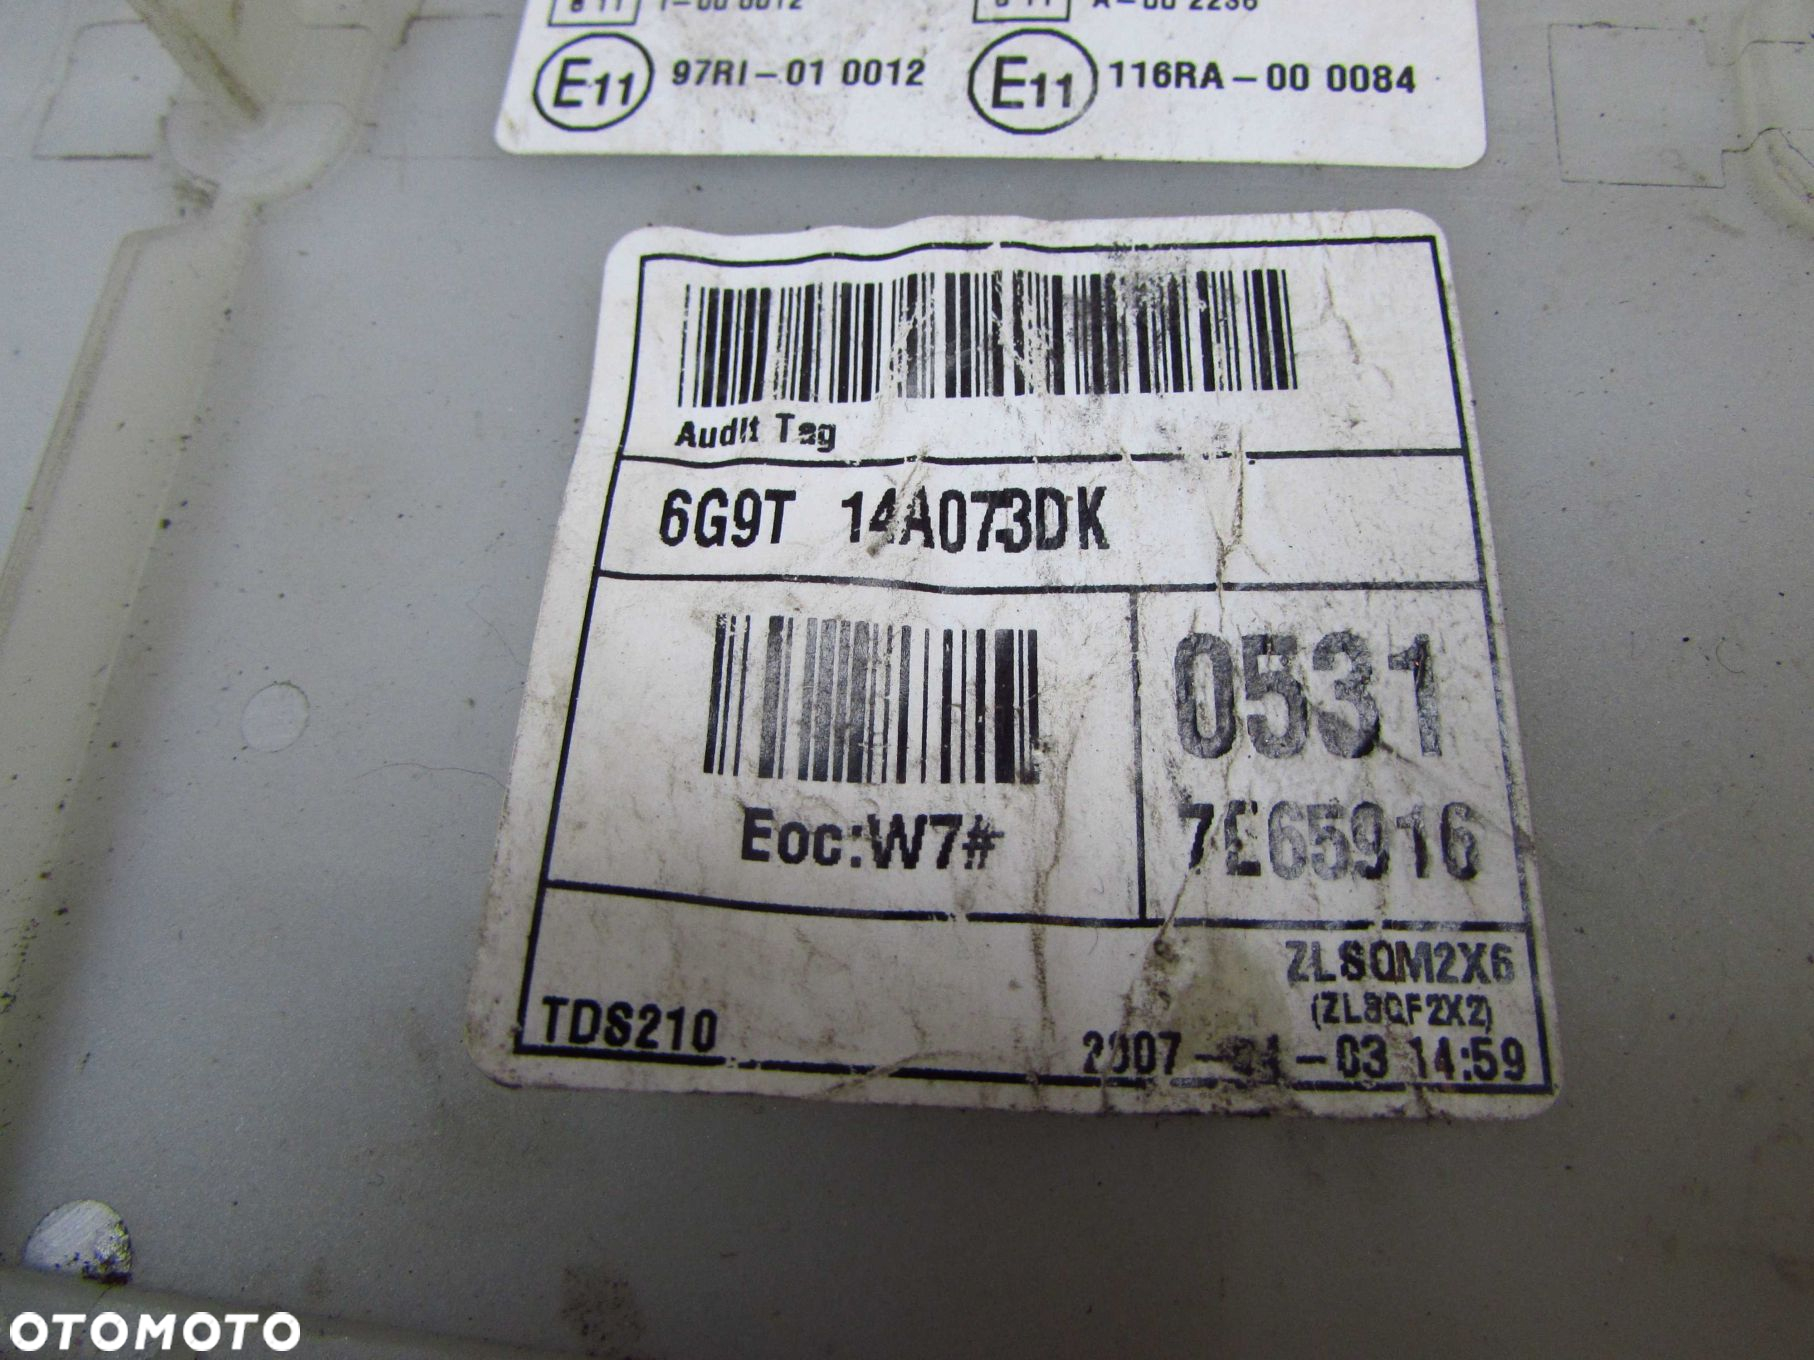 97RI-01 0012
116RA-00 0084
E11
E11
Audit Tag
6G9T 14A073DK
0531
7E65916
Eoc:W7#
ZLSQM2X6
(ZLSQF2X2)
TDS210
14:59
OTOMOTO